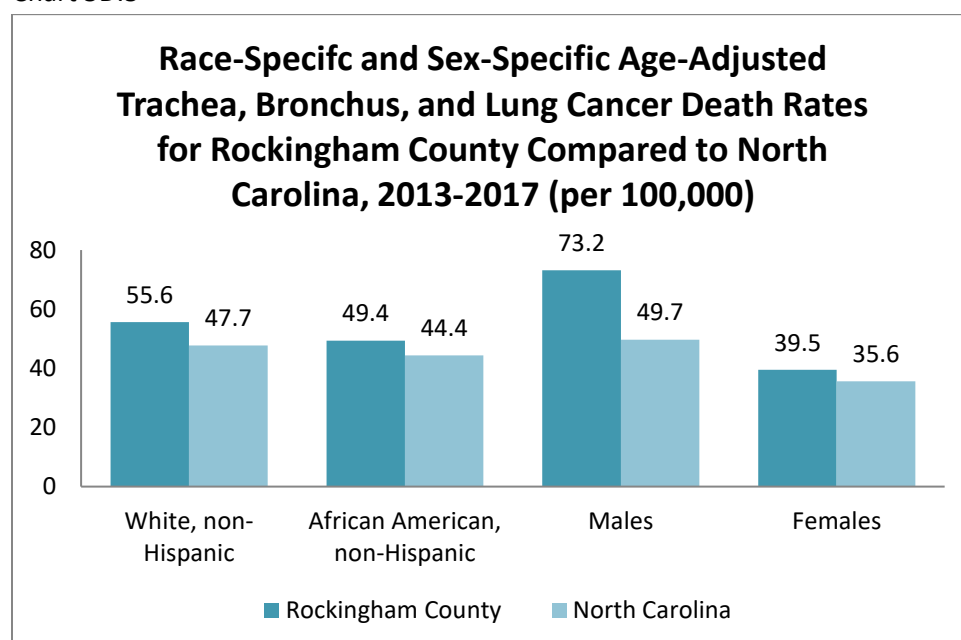 Race-Specifc and Sex-Specific Age-Adjusted
Trachea, Bronchus, and Lung Cancer Death Rates
for Rockingham County Compared to North
Carolina, 2013-2017 (per 100,000)
80
60
40
20
0
55.6
47.7
49.4
44.4
73.2
49.7
39.5
35.6
White, non-
Hispanic
African American,
non-Hispanic
Males
Females
Rockingham County
North Carolina